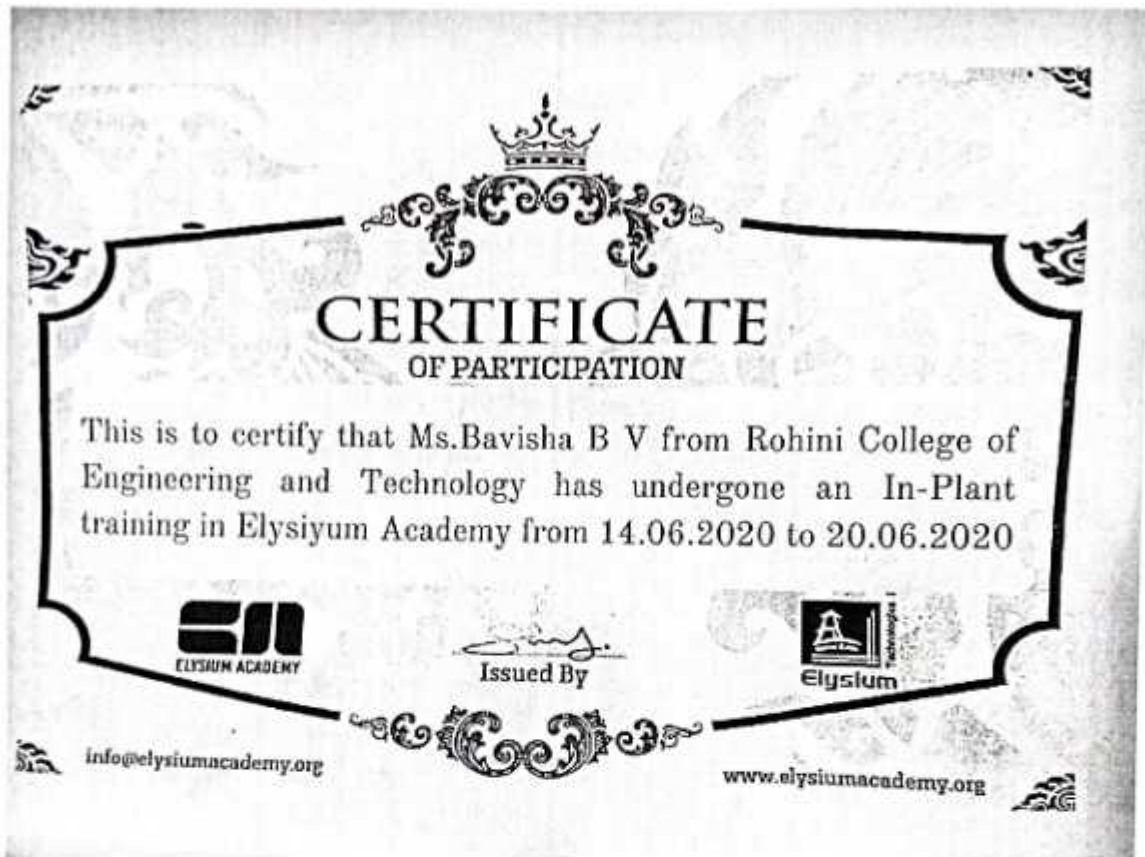 CERTIFICATE
OF PARTICIPATION
This is to certify that Ms.Bavisha B V from Rohini College of
Engineering and Technology has undergone an In-Plant
training in Elysiyum Academy from 14.06.2020 to 20.06.2020
ELYSIUM ACADEMY
Issued By
Elysium
Technologies
info@elysiumacademy.org
www.elysiumacademy.org